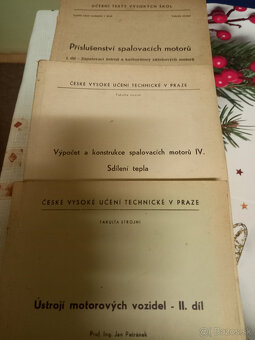 UČEBNÍ TEXTY VYSOKÝCH ŠKOL
Příslušenství spalovacích motorů
ČESKÉ VYSOKÉ UČENÍ TECHNICKÉ V PRAZE
Fakulta strojní
Výpočet a konstrukce spalovacích motorů IV.
Sdílení tepla
ČESKÉ VYSOKÉ UČENÍ TECHNICKÉ V PRAZE
FAKULTA STROJNÍ
Ústrojí motorových vozidel - II. díl
Prof. Ing. Jan Petránek